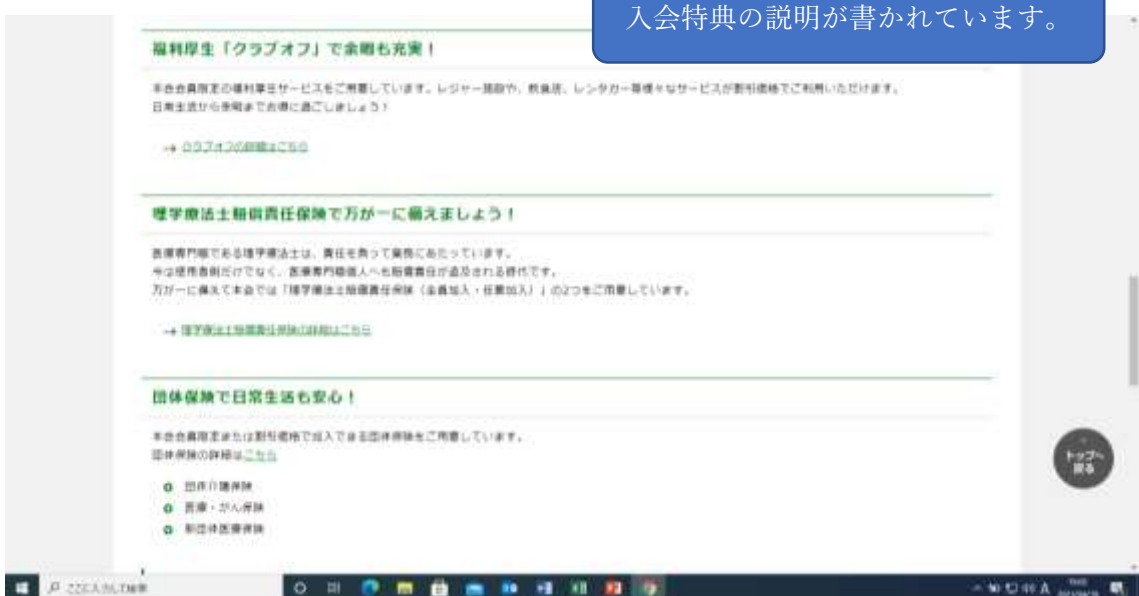 入会特典の説明が書かれています。
福利厚生「クラブオフ」で余暇も充実!
本会会員限定の福利厚生サービスをご用意しています。レジャー施設や、飲食店、レンタカー等様々なサービスが割引価格でご利用いただけます。
日常生活から余暇までお得に過ごしましょう!
→ クラブオフの詳細はこちら
理学療法士賠償責任保険で万が一に備えましょう!
医療専門職である理学療法士は、責任を負って業務にあたっています。
今は使用者側だけでなく、医療専門職個人へも賠償責任が追及される時代です。
万が一に備えて本会では「理学療法士賠償責任保険(全員加入・任意加入)」の2つをご用意しています。
→ 理学療法士賠償責任保険の詳細はこちら
団体保険で日常生活も安心!
本会会員限定または割引価格で加入できる団体保険をご用意しています。
団体保険の詳細はこちら
団体介護保険
医療・がん保険
新団体医療保険
トップへ
戻る
ここに入力して検索
A